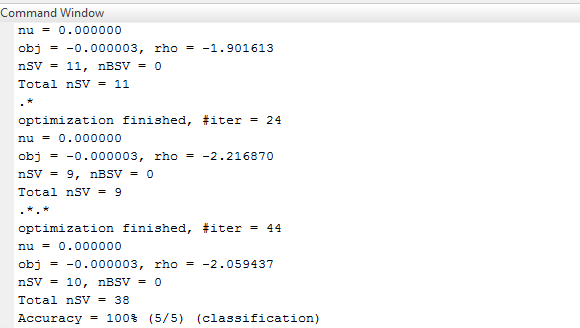 Command Window
nu = 0.000000
obj = -0.000003, rho = -1.901613
nSV = 11, nBSV = 0
Total nSV = 11
.*
optimization finished, #iter = 24
nu = 0.000000
obj = -0.000003, rho = -2.216870
nSV = 9, nBSV = 0
Total nSV = 9
.*.*
optimization finished, #iter = 44
nu = 0.000000
obj = -0.000003, rho = -2.059437
nSV = 10, nBSV = 0
Total nSV = 38
Accuracy = 100% (5/5) (classification)